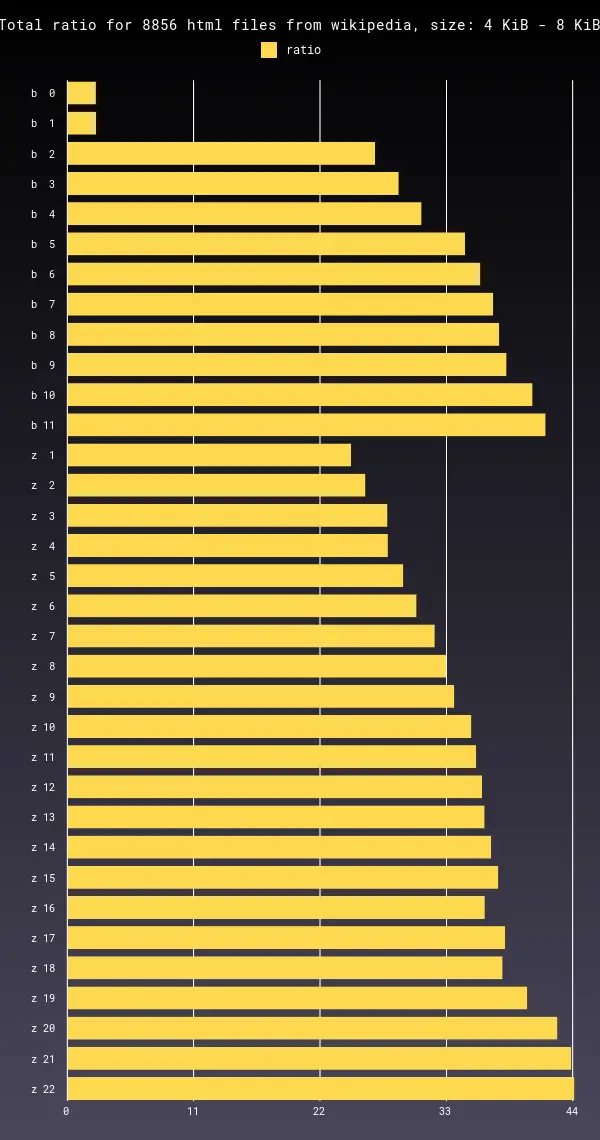 Total ratio for 8856 html files from wikipedia, size: 4 KiB - 8 KiB
ratio
b 0
b 1
b 2
b 3
b 4
b 5
b 6
b 7
b 8
b 9
b 10
b 11
z 1
z 2
z 3
z 4
z 5
z 6
z 7
z 8
z 9
z 10
z 11
z 12
z 13
z 14
z 15
z 16
z 17
z 18
z 19
z 20
z 21
z 22
0 11 22 33 44